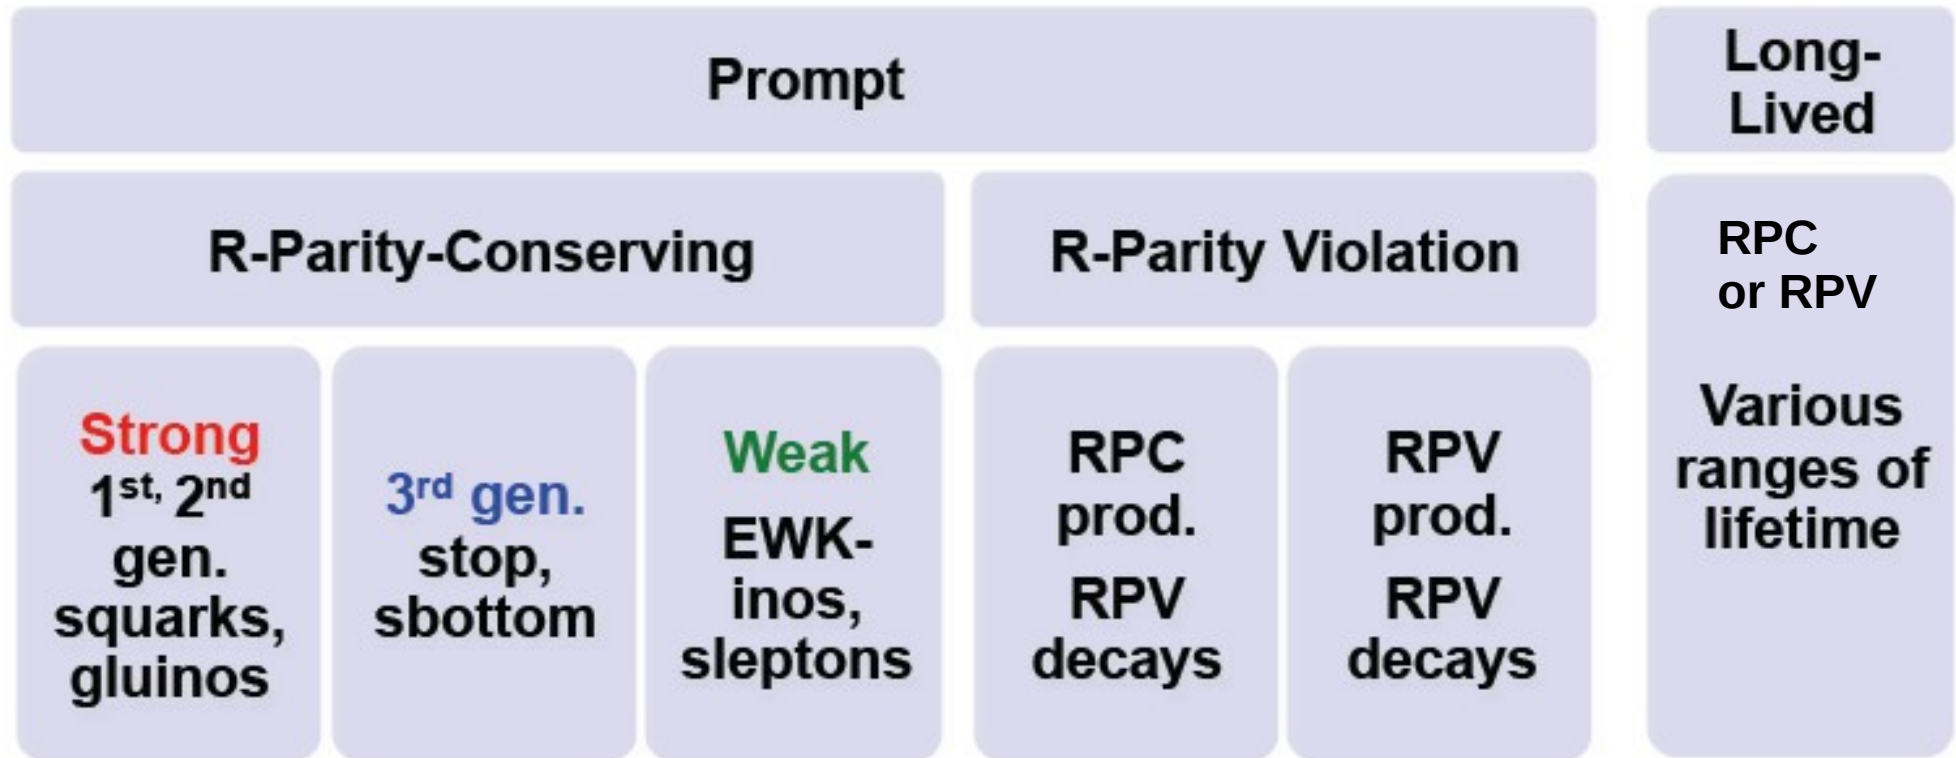 Prompt
Long-
Lived
R-Parity-Conserving
R-Parity Violation
RPC
or RPV
Various
ranges of
lifetime
Strong
1st, 2nd
gen.
squarks,
gluinos
3rd gen.
stop,
sbottom
Weak
EWK-
inos,
sleptons
RPC
prod.
RPV
decays
RPV
prod.
RPV
decays